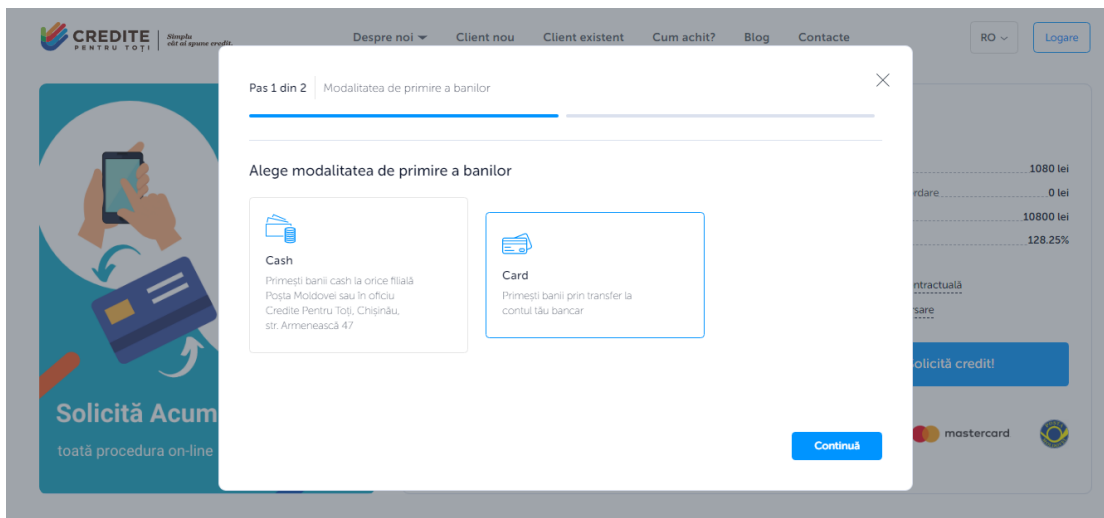 CREDITE
PENTRU TOȚI
Simplu
cât ai spune credit.
Despre noi
Client nou
Client existent
Cum achit?
Blog
Contacte
RO
Logare
Pas 1 din 2
Modalitatea de primire a banilor
Alege modalitatea de primire a banilor
Cash
Primești banii cash la orice filială
Poșta Moldovei sau în oficiu
Credite Pentru Toți, Chișinău,
str. Armenească 47
Card
Primești banii prin transfer la
contul tău bancar
Continuă
Solicită Acum
toată procedura on-line
1080 lei
0 lei
10800 lei
128.25%
credit!
mastercard